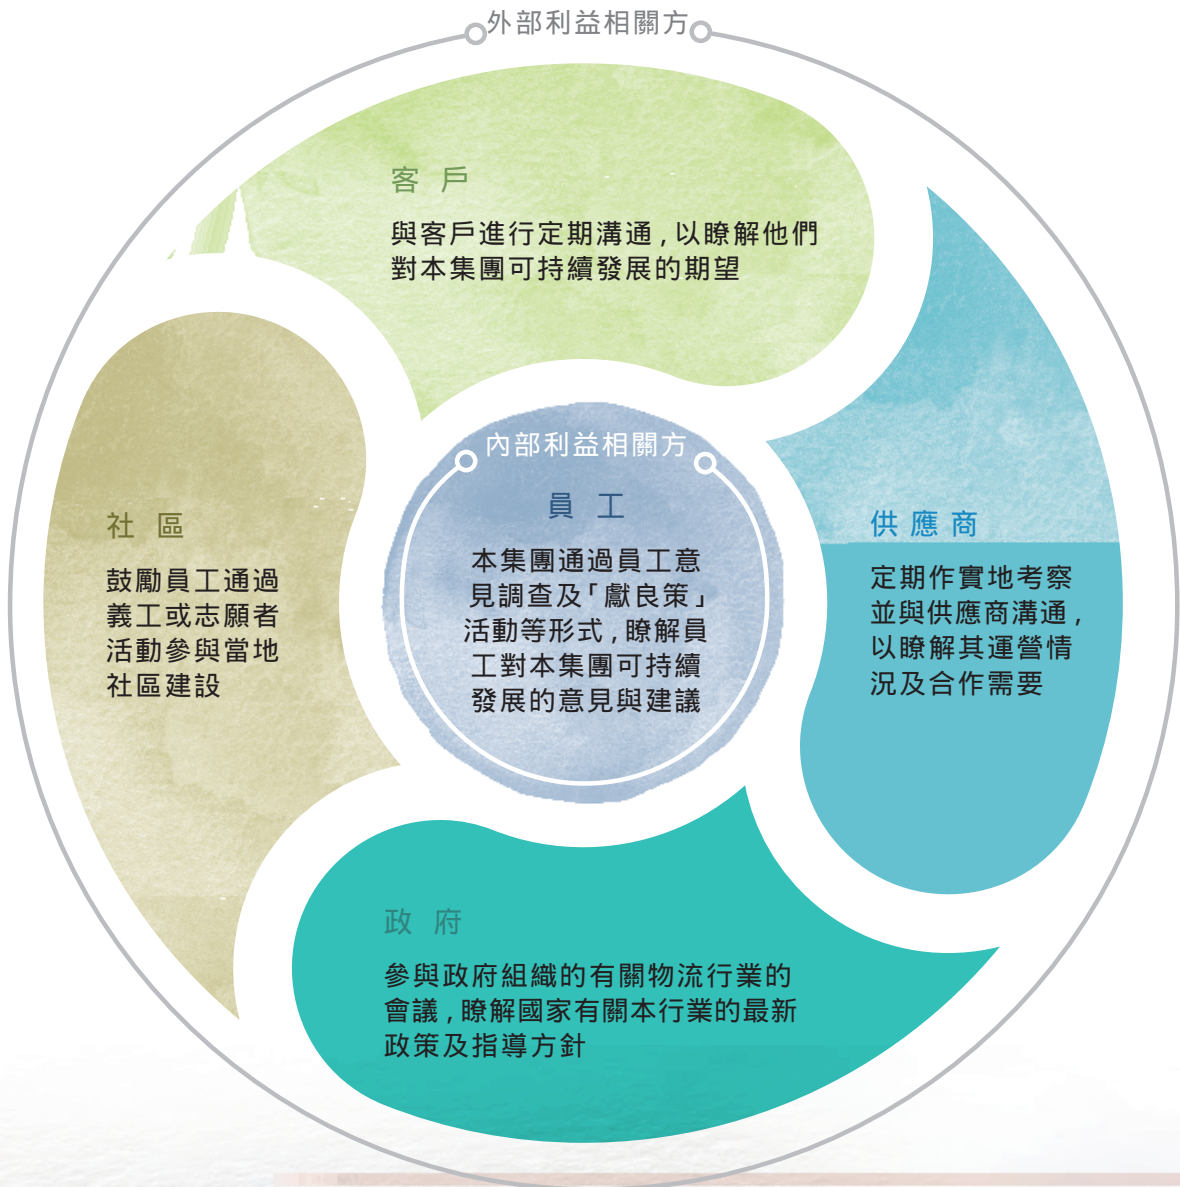 外部利益相關方
客戶
與客戶進行定期溝通，以瞭解他們
對本集團可持續發展的期望
內部利益相關方
員工
本集團通過員工意
見調查及「獻良策」
活動等形式，瞭解員
工對本集團可持續
發展的意見與建議
社區
鼓勵員工通過
義工或志願者
活動參與當地
社區建設
供應商
定期作實地考察
並與供應商溝通，
以瞭解其運營情
況及合作需要
政府
參與政府組織的有關物流行業的
會議，瞭解國家有關本行業的最新
政策及指導方針